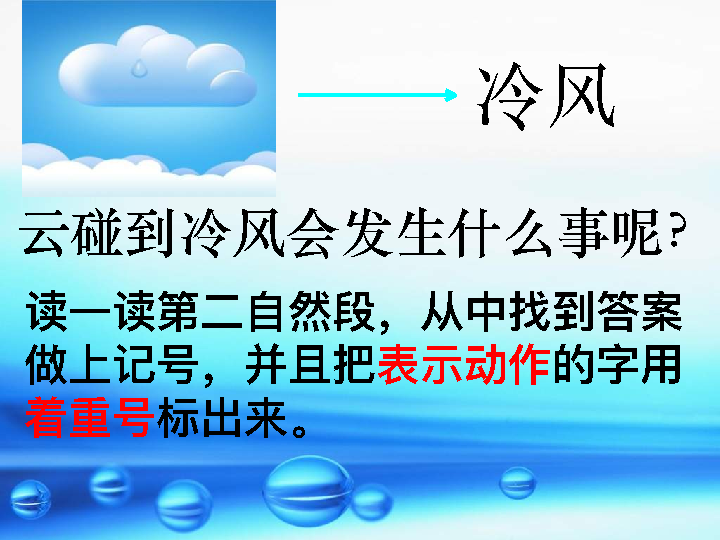 冷风
云碰到冷风会发生什么事呢?
读一读第二自然段，从中找到答案
做上记号，并且把表示动作的字用
着重号标出来。